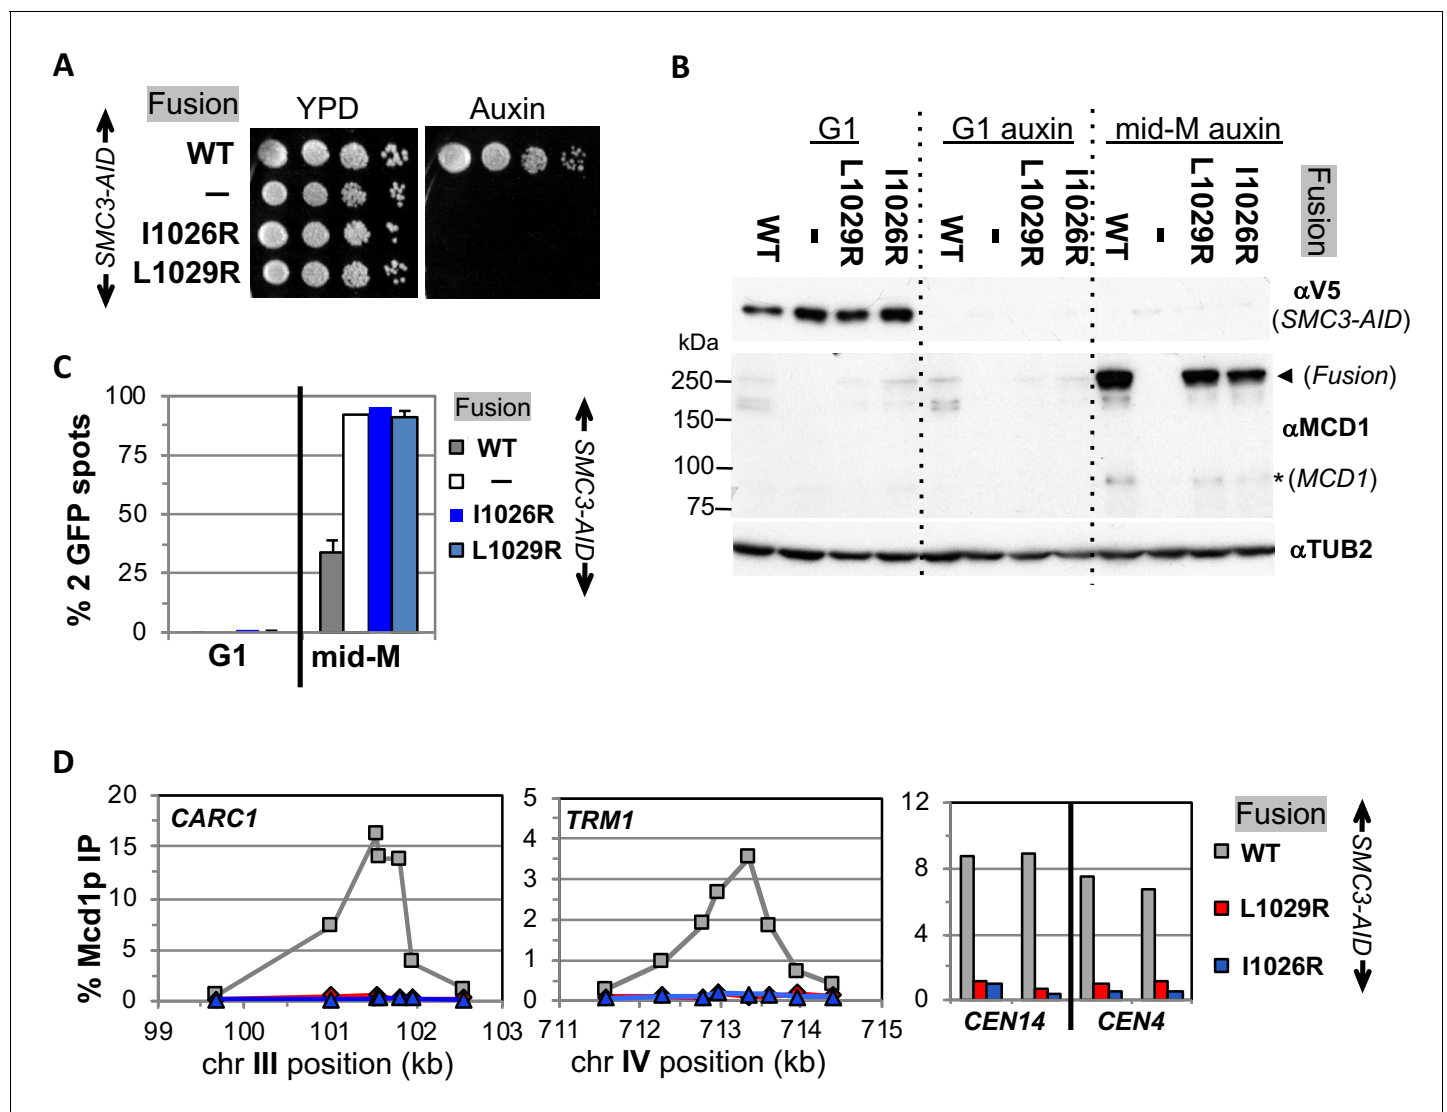 A
Fusion YPD Auxin
SMC3-AID
WT
–
I1026R
L1029R
B
G1 G1 auxin mid-M auxin
WT - L1029R I1026R WT - L1029R I1026R WT - L1029R I1026R Fusion
αV5
(SMC3-AID)
kDa
250 (Fusion)
150
αMCD1
100
*(MCD1)
75
αTUB2
C
% 2 GFP spots
100
75
50
25
0
G1 mid-M
Fusion
WT
–
I1026R
L1029R
SMC3-AID
D
% Mcd1p IP
20
15
10
5
0
CARC1
99 100 101 102 103
chr III position (kb)
5
4
3
2
1
0
TRM1
711 712 713 714 715
chr IV position (kb)
12
8
4
0
CEN14 CEN4
Fusion
WT
L1029R
I1026R
SMC3-AID